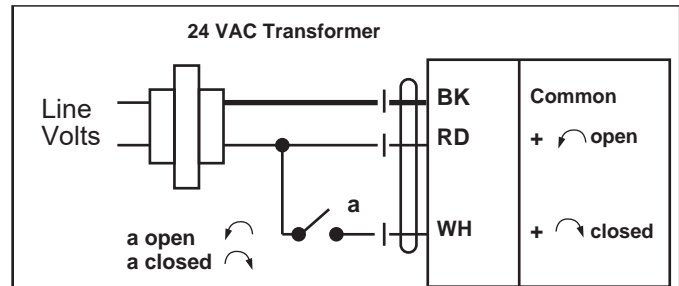 24 VAC Transformer
Line
Volts
BK
Common
RD
+ open
a
WH
+ closed
a open
a closed